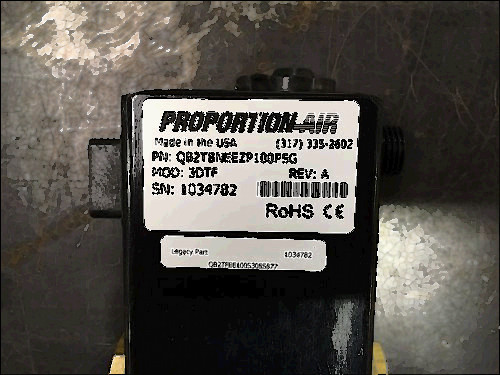 PROPORTION-AIR
Made in the USA (317) 335-2602
PN: QB2TBNEEZP100PSG
MOD: 3DTF REV: A
SN: 1034782
RoHS CE
Legacy Part 1034782